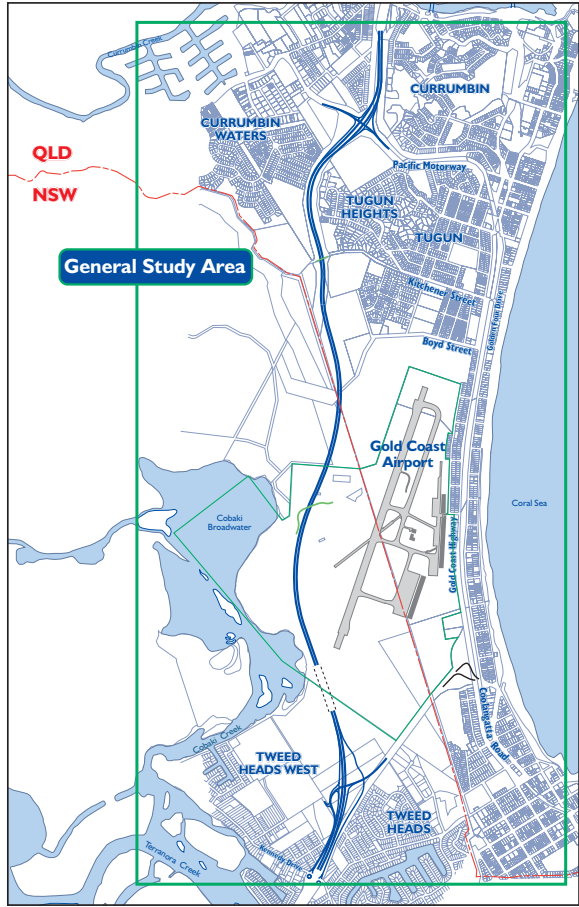 Currumbin Creek
CURRUMBIN
CURRUMBIN
WATERS
QLD
NSW
Pacific Motorway
TUGUN
HEIGHTS
TUGUN
General Study Area
Kitchener Street
Golden Four Drive
Boyd Street
Gold Coast
Airport
Cobaki
Broadwater
Coral Sea
Gold Coast Highway
Coolangatta Road
Cobaki Creek
TWEED
HEADS WEST
TWEED
HEADS
Kennedy Drive
Terranora Creek